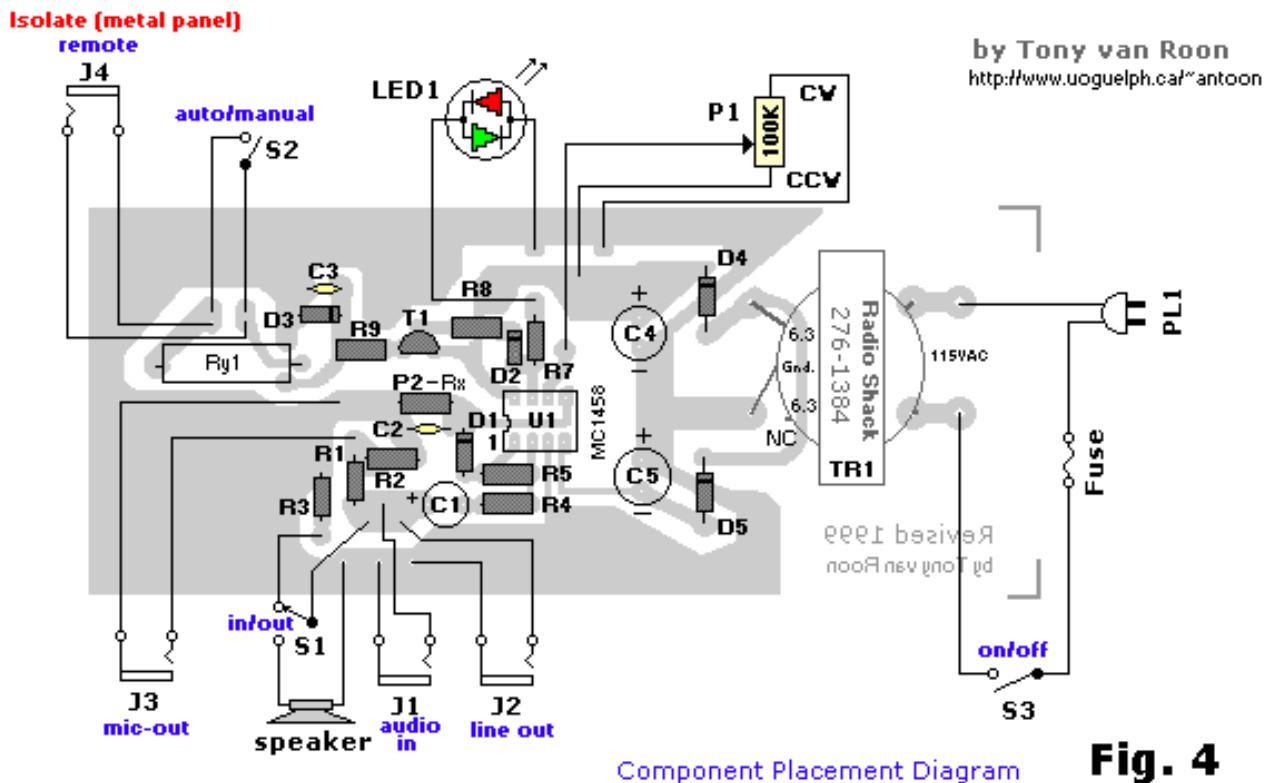 Isolate (metal panel)
remote
J4
auto/manual
S2
LED1
P1
100K
CW
CCW
by Tony van Roon
http://www.uoguelph.ca/~antoon
C3
D3
R9
T1
R8
D2
R7
Ry1
P2-Rx
C2
D1
1
U1
MC1458
R1
R2
R3
R5
R4
+
C1
+
C4
−
+
C5
−
D4
D5
6.3
Gnd.
6.3
NC
Radio Shack
276-1384
TR1
115VAC
PL1
Fuse
Revised 1999
by Tony van Roon
on/off
S3
in/out
S1
J3
mic-out
speaker
J1
audio
in
J2
line out
Component Placement Diagram
Fig. 4